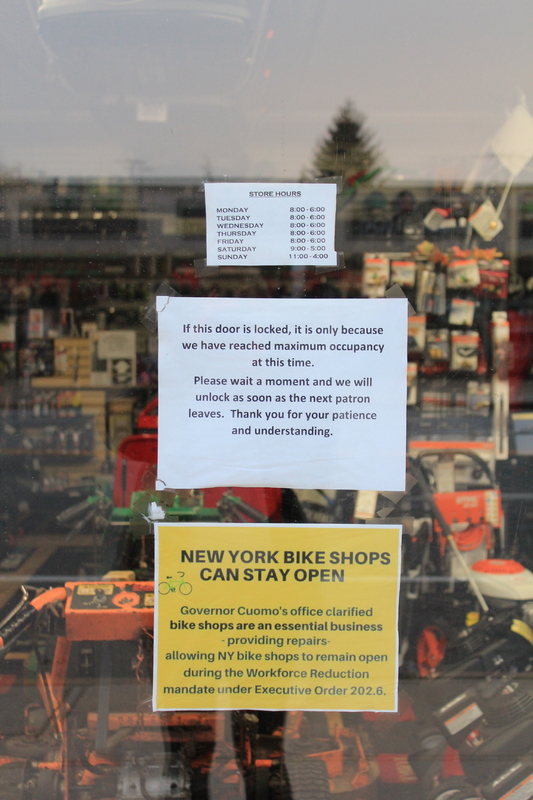 STORE HOURS
MONDAY 8:00-6:00
TUESDAY 8:00-6:00
WEDNESDAY 8:00-6:00
THURSDAY 8:00-6:00
FRIDAY 8:00-6:00
SATURDAY 9:00-5:00
SUNDAY 11:00-4:00
If this door is locked, it is only because
we have reached maximum occupancy
at this time.
Please wait a moment and we will
unlock as soon as the next patron
leaves. Thank you for your patience
and understanding.
NEW YORK BIKE SHOPS
CAN STAY OPEN
Governor Cuomo's office clarified
bike shops are an essential business
- providing repairs-
allowing NY bike shops to remain open
during the Workforce Reduction
mandate under Executive Order 202.6.